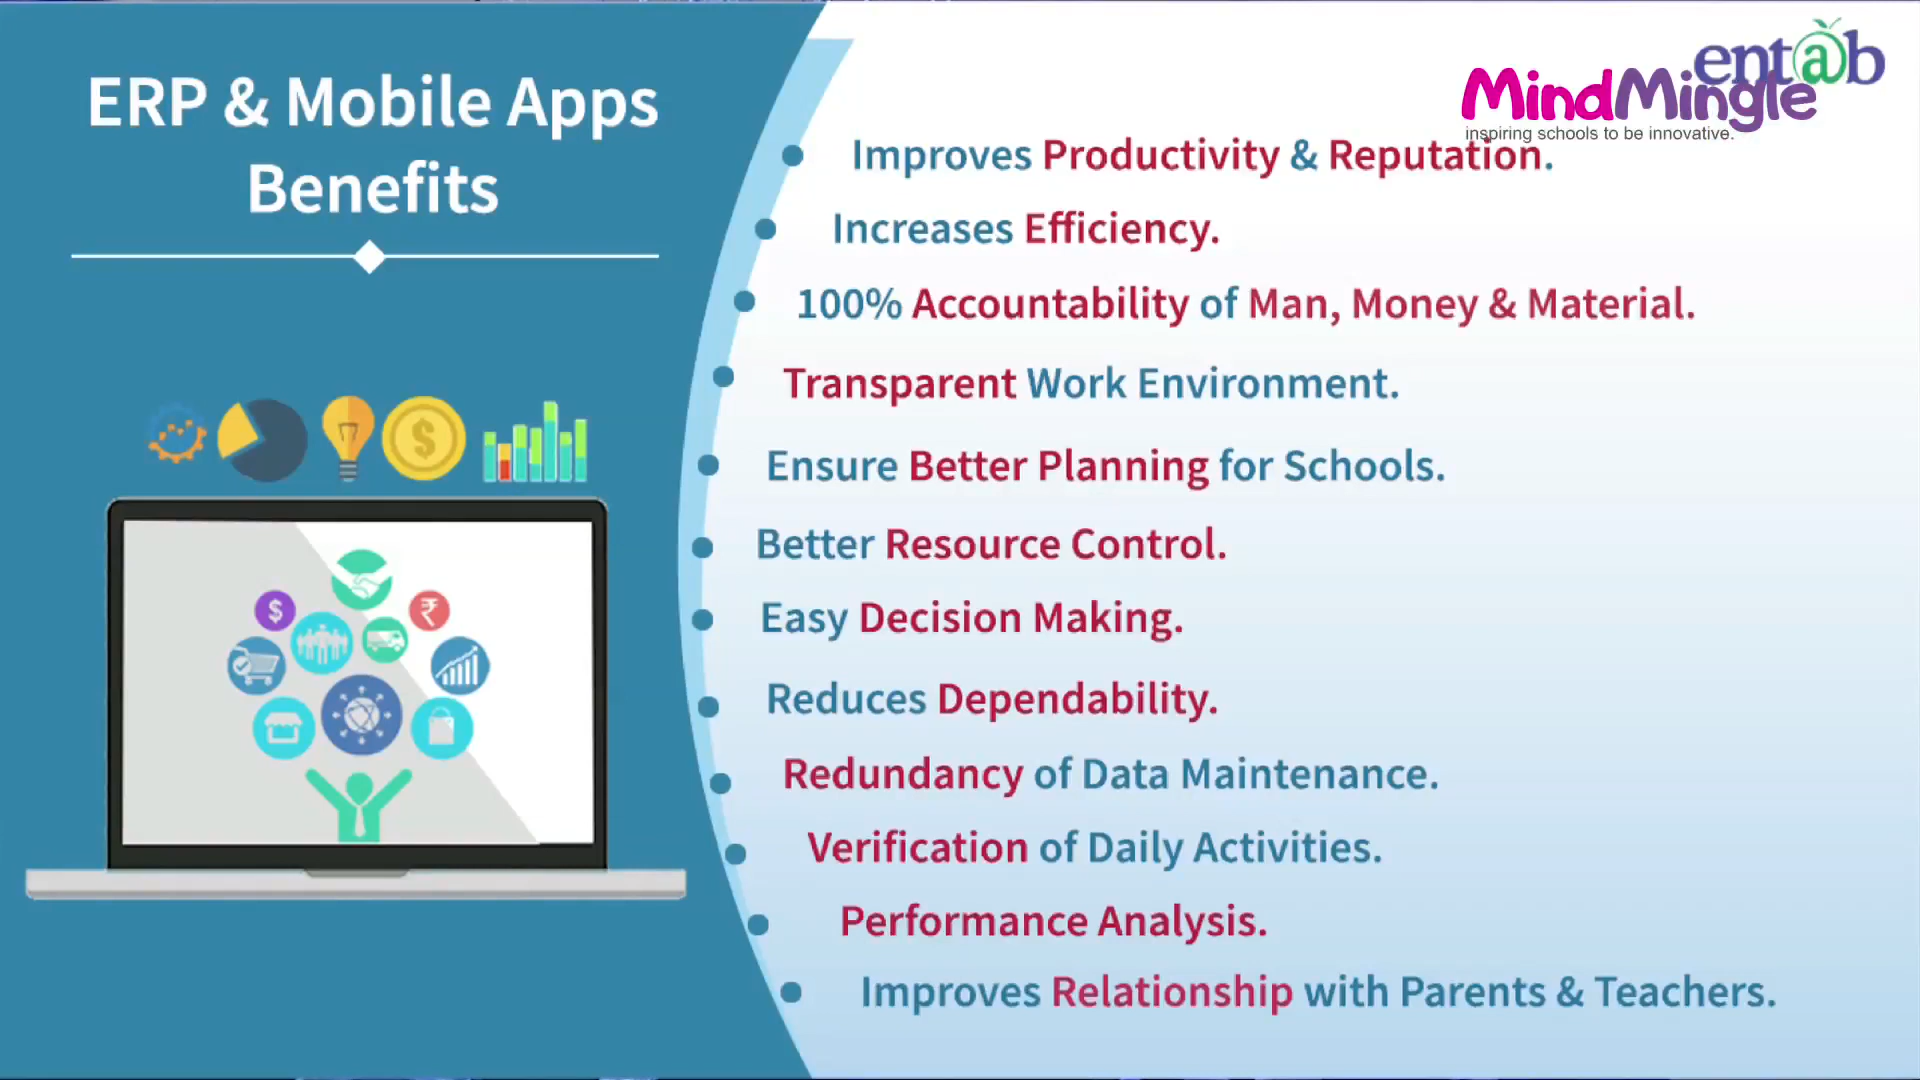 ERP & Mobile Apps
Benefits
entab
MindMingle
inspiring schools to be innovative.
Improves Productivity & Reputation.
Increases Efficiency.
100% Accountability of Man, Money & Material.
Transparent Work Environment.
Ensure Better Planning for Schools.
Better Resource Control.
Easy Decision Making.
Reduces Dependability.
Redundancy of Data Maintenance.
Verification of Daily Activities.
Performance Analysis.
Improves Relationship with Parents & Teachers.
$
$
₹